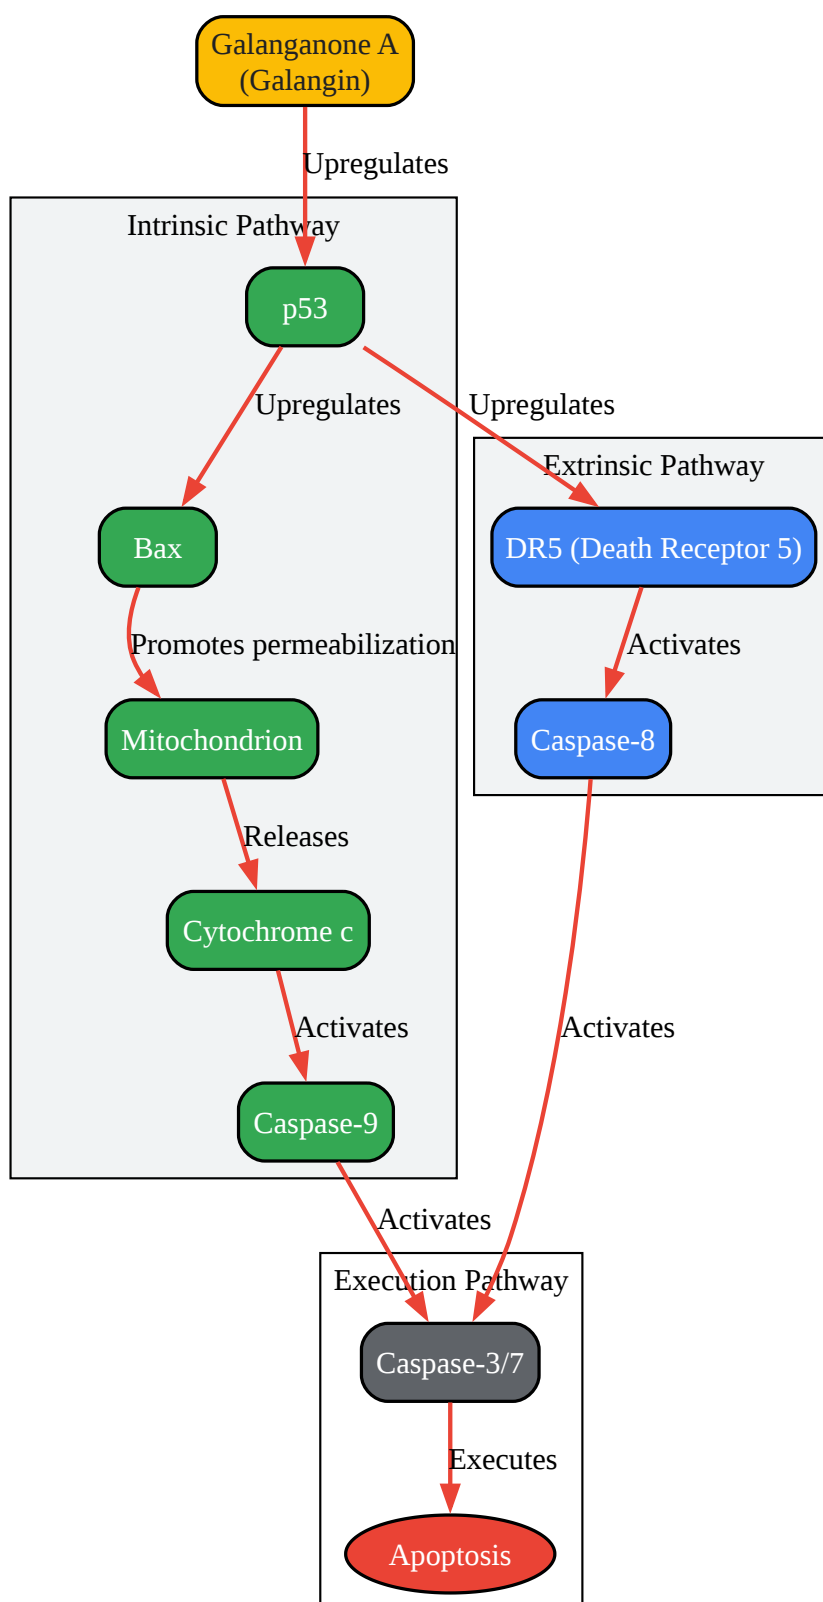 Galanganone A
(Galangin)
Upregulates
Intrinsic Pathway
p53
Upregulates
Upregulates
Extrinsic Pathway
Bax
DR5 (Death Receptor 5)
Promotes permeabilization
Activates
Mitochondrion
Caspase-8
Releases
Cytochrome c
Activates
Activates
Caspase-9
Activates
Execution Pathway
Caspase-3/7
Executes
Apoptosis